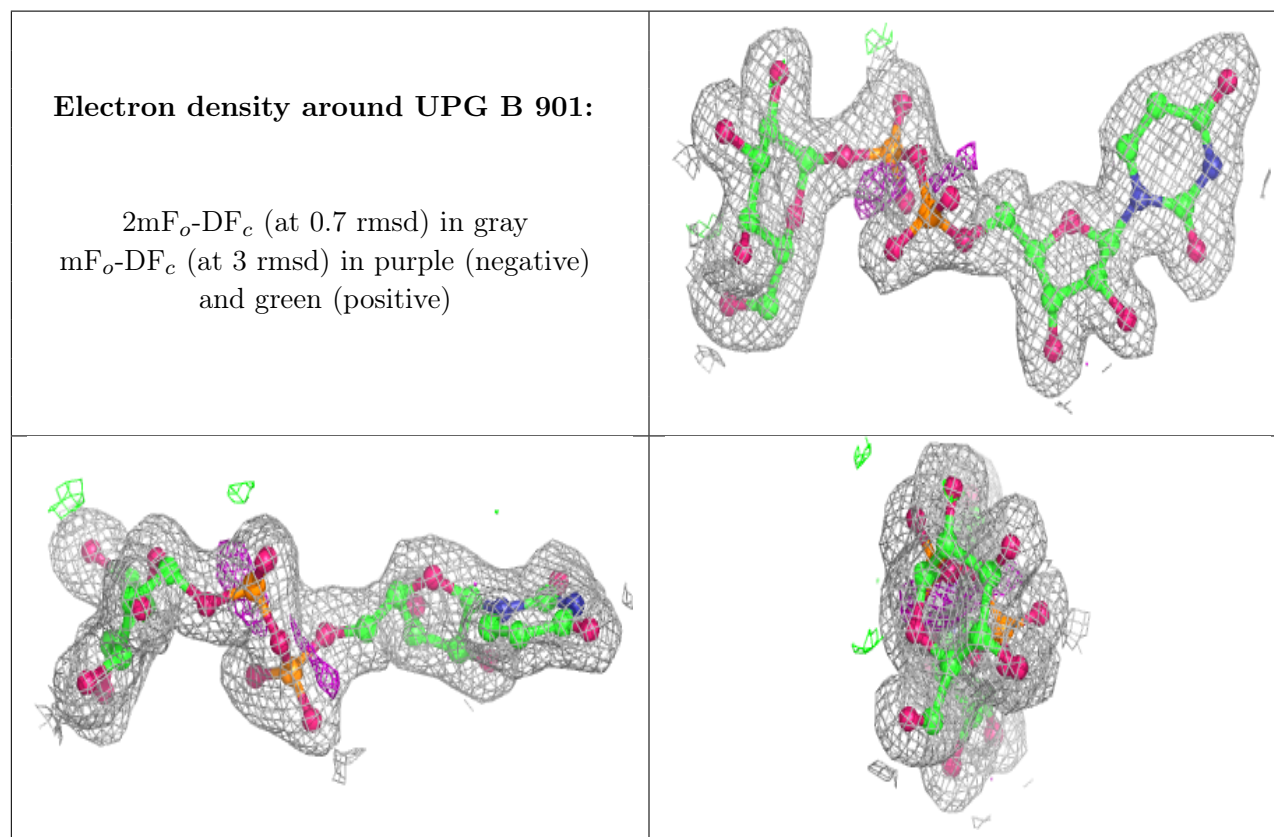 Electron density around UPG B 901:
2mFo-DFc (at 0.7 rmsd) in gray
mFo-DFc (at 3 rmsd) in purple (negative)
and green (positive)